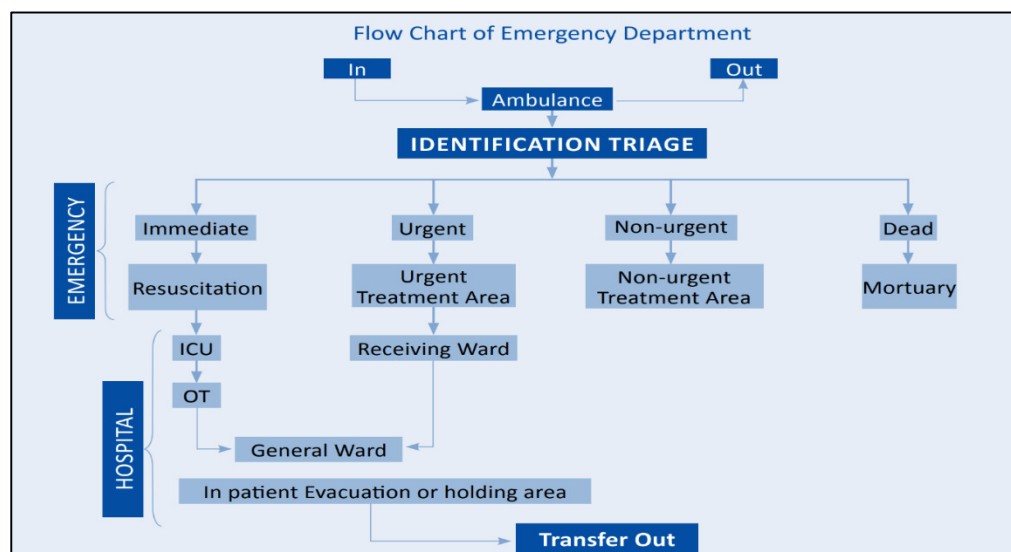 Flow Chart of Emergency Department
In
Out
Ambulance
IDENTIFICATION TRIAGE
EMERGENCY
Immediate
Urgent
Non-urgent
Dead
Resuscitation
Urgent
Treatment Area
Non-urgent
Treatment Area
Mortuary
HOSPITAL
ICU
Receiving Ward
OT
General Ward
In patient Evacuation or holding area
Transfer Out